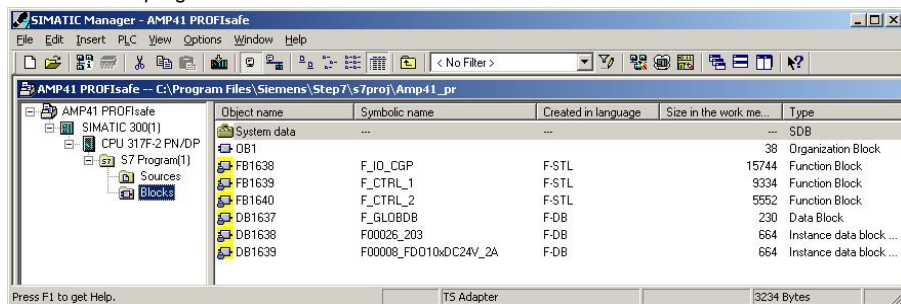 SIMATIC Manager - AMP41 PROFIsafe
File Edit Insert PLC View Options Window Help
< No Filter >
AMP41 PROFIsafe -- C:\Program Files\Siemens\Step7\s7proj\Amp41_pr
AMP41 PROFIsafe
SIMATIC 300(1)
CPU 317F-2 PN/DP
S7 Program(1)
Sources
Blocks
Object name Symbolic name Created in language Size in the work me... Type
System data --- --- --- SDB
OB1 38 Organization Block
FB1638 F_IO_CGP F-STL 15744 Function Block
FB1639 F_CTRL_1 F-STL 9334 Function Block
FB1640 F_CTRL_2 F-STL 5552 Function Block
DB1637 F_GLOBDB F-DB 230 Data Block
DB1638 F00026_203 F-DB 664 Instance data block ...
DB1639 F00008_FDO10xDC24V_2A F-DB 664 Instance data block ...
Press F1 to get Help. TS Adapter 3234 Bytes